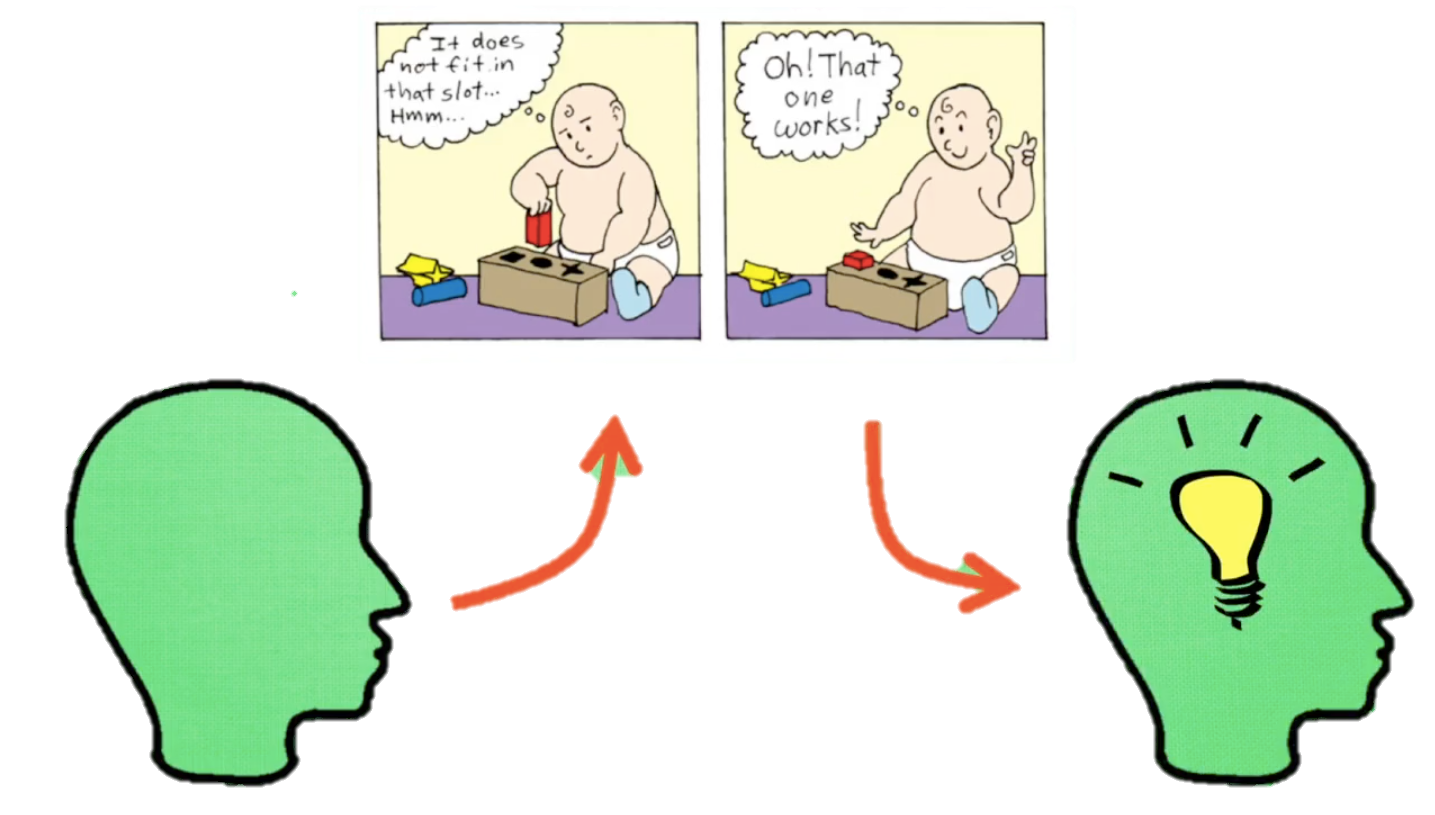 It does
not fit in
that slot...
Hmm...
Oh! That
one
works!